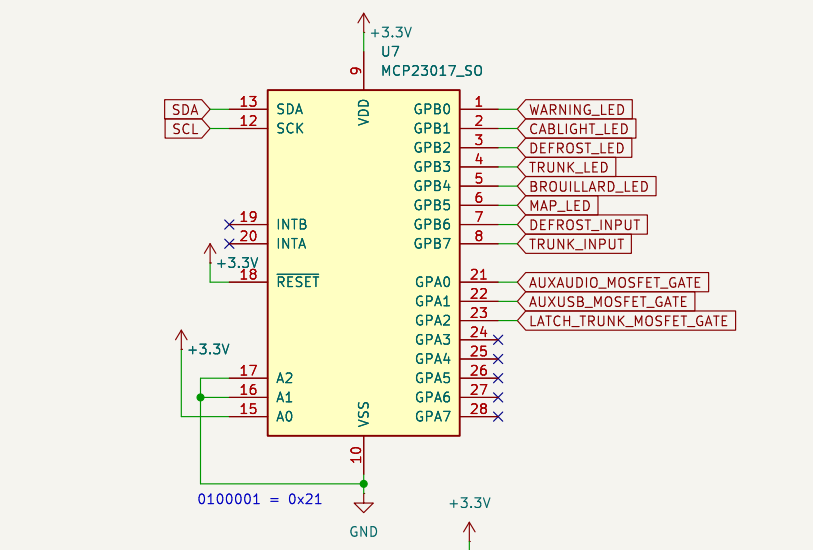 +3.3V
U7
MCP23017_SO
9
VDD
SDA 13 SDA GPB0 1 WARNING_LED
SCL 12 SCK GPB1 2 CABLIGHT_LED
GPB2 3 DEFROST_LED
GPB3 4 TRUNK_LED
GPB4 5 BROUILLARD_LED
GPB5 6 MAP_LED
19 INTB GPB6 7 DEFROST_INPUT
20 INTA GPB7 8 TRUNK_INPUT
+3.3V
18 RESET GPA0 21 AUXAUDIO_MOSFET_GATE
GPA1 22 AUXUSB_MOSFET_GATE
GPA2 23 LATCH_TRUNK_MOSFET_GATE
GPA3 24
+3.3V
GPA4 25
17 A2 GPA5 26
16 A1 GPA6 27
15 A0 GPA7 28
VSS
10
0100001 = 0x21
+3.3V
GND